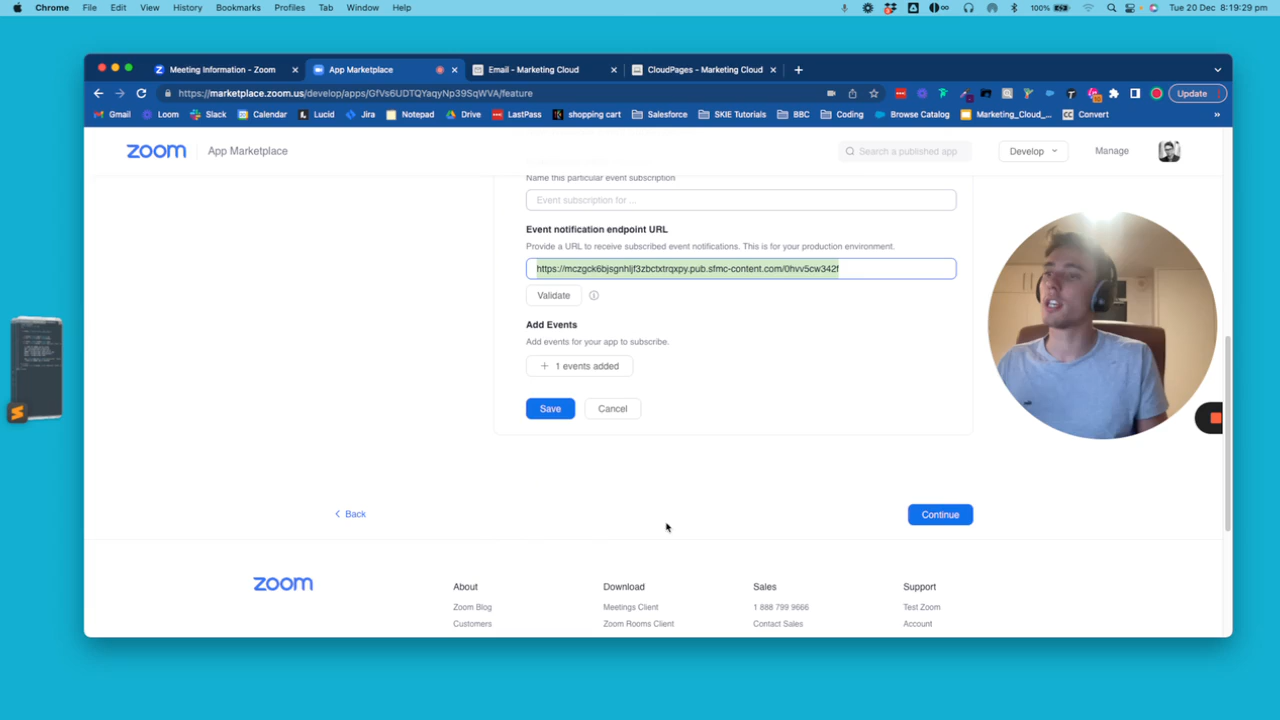 Chrome File Edit View History Bookmarks Profiles Tab Window Help 100% Tue 20 Dec 8:19:29 pm
Meeting Information - Zoom App Marketplace Email - Marketing Cloud CloudPages - Marketing Cloud
https://marketplace.zoom.us/develop/apps/GfVs6UDTQYaqyNp39SqWVA/feature Update
Gmail Loom Slack Calendar Lucid Jira Notepad Drive LastPass shopping cart Salesforce SKIE Tutorials BBC Coding Browse Catalog Marketing_Cloud_... Convert »
zoom App Marketplace Search a published app Develop Manage
Name this particular event subscription
Event subscription for ...
Event notification endpoint URL
Provide a URL to receive subscribed event notifications. This is for your production environment.
https://mczgck6bjsgnhljf3zbctxtrqxpy.pub.sfmc-content.com/0hvv5cw342f
Validate
Add Events
Add events for your app to subscribe.
+ 1 events added
Save Cancel
Back Continue
zoom About Download Sales Support
Zoom Blog Meetings Client 1 888 799 9666 Test Zoom
Customers Zoom Rooms Client Contact Sales Account